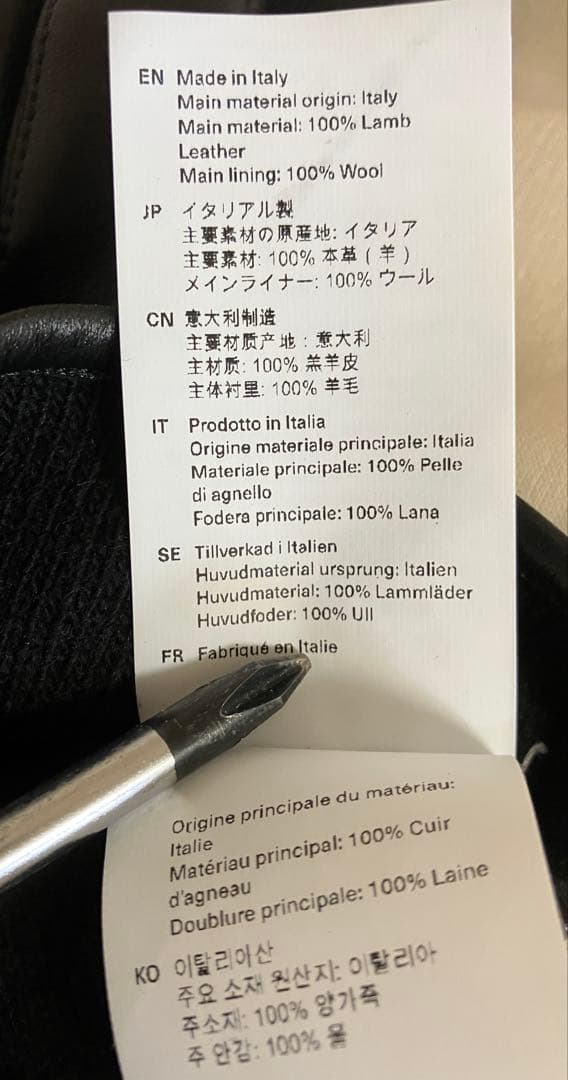 EN Made in Italy
Main material origin: Italy
Main material: 100% Lamb
Leather
Main lining: 100% Wool
JP イタリアル製
主要素材の原産地: イタリア
主要素材: 100% 本革 ( 羊 )
メインライナー: 100% ウール
CN 意大利制造
主要材质产地 : 意大利
主材质: 100% 羔羊皮
主体衬里: 100% 羊毛
IT Prodotto in Italia
Origine materiale principale: Italia
Materiale principale: 100% Pelle
di agnello
Fodera principale: 100% Lana
SE Tillverkad i Italien
Huvudmaterial ursprung: Italien
Huvudmaterial: 100% Lammläder
Huvudfoder: 100% Ull
FR Fabriqué en Italie
Origine principale du matériau:
Italie
Matériau principal: 100% Cuir
d'agneau
Doublure principale: 100% Laine
KO 이탈리아산
주요 소재 원산지: 이탈리아
주소재: 100% 양가죽
주 안감: 100% 울